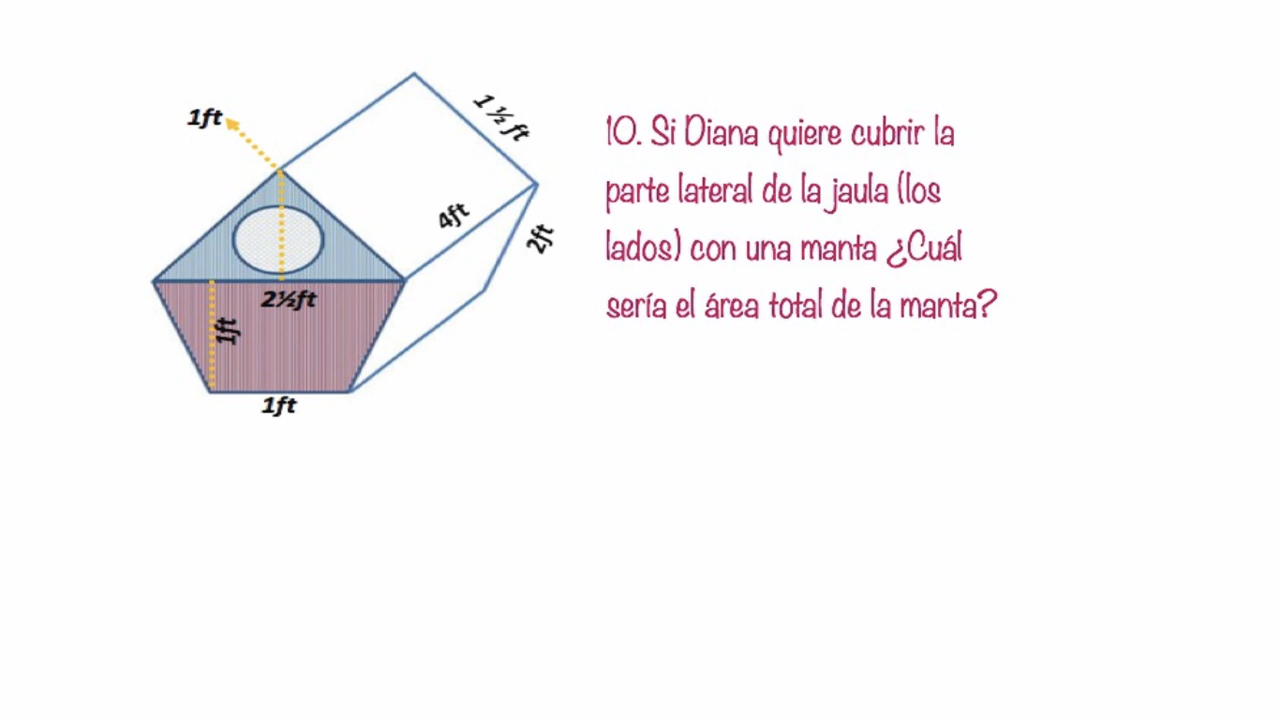 1ft
1 ½ ft
4ft
2ft
2½ft
1ft
1ft
10. Si Diana quiere cubrir la
parte lateral de la jaula (los
lados) con una manta ¿Cuál
sería el área total de la manta?